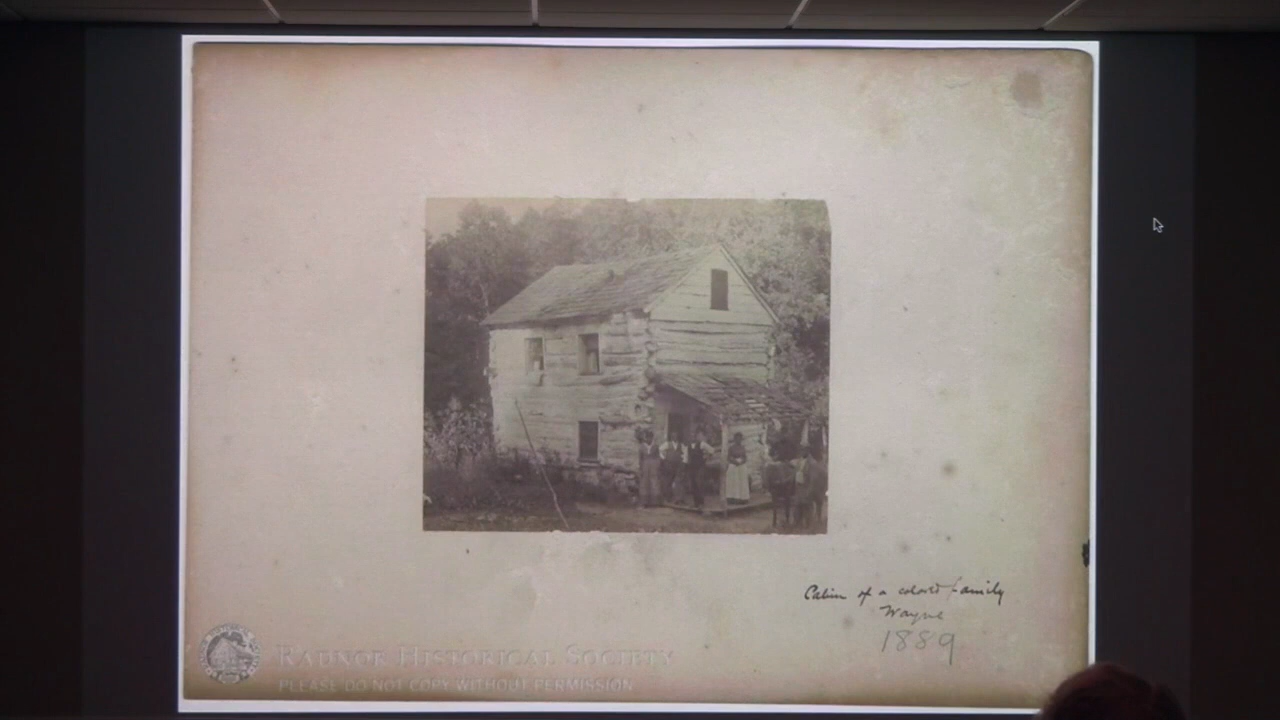 Cabin of a colored family
Wayne
1889
RADNOR HISTORICAL SOCIETY
PLEASE DO NOT COPY WITHOUT PERMISSION